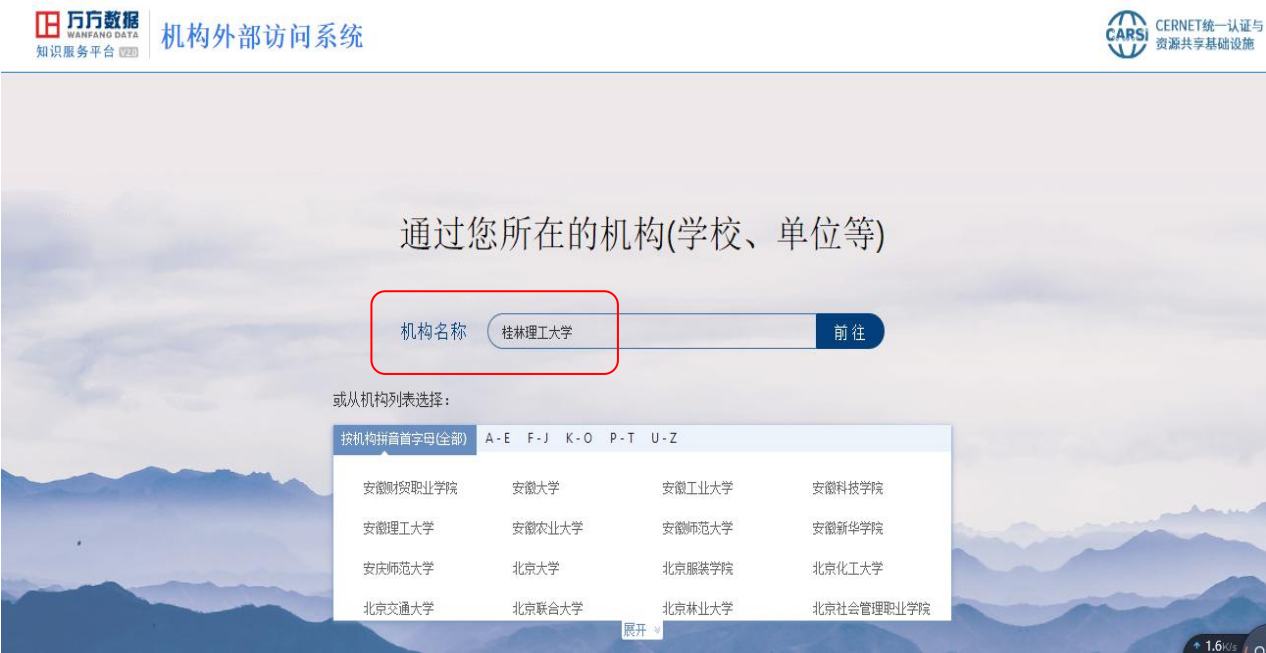 万方数据
WANFANG DATA
知识服务平台 V2.0
机构外部访问系统
CARSI
CERNET统一认证与
资源共享基础设施
通过您所在的机构(学校、单位等)
机构名称 桂林理工大学 前往
或从机构列表选择：
按机构拼音首字母(全部) A-E F-J K-O P-T U-Z
安徽财贸职业学院 安徽大学 安徽工业大学 安徽科技学院
安徽理工大学 安徽农业大学 安徽师范大学 安徽新华学院
安庆师范大学 北京大学 北京服装学院 北京化工大学
北京交通大学 北京联合大学 北京林业大学 北京社会管理职业学院
展开
1.6K/s